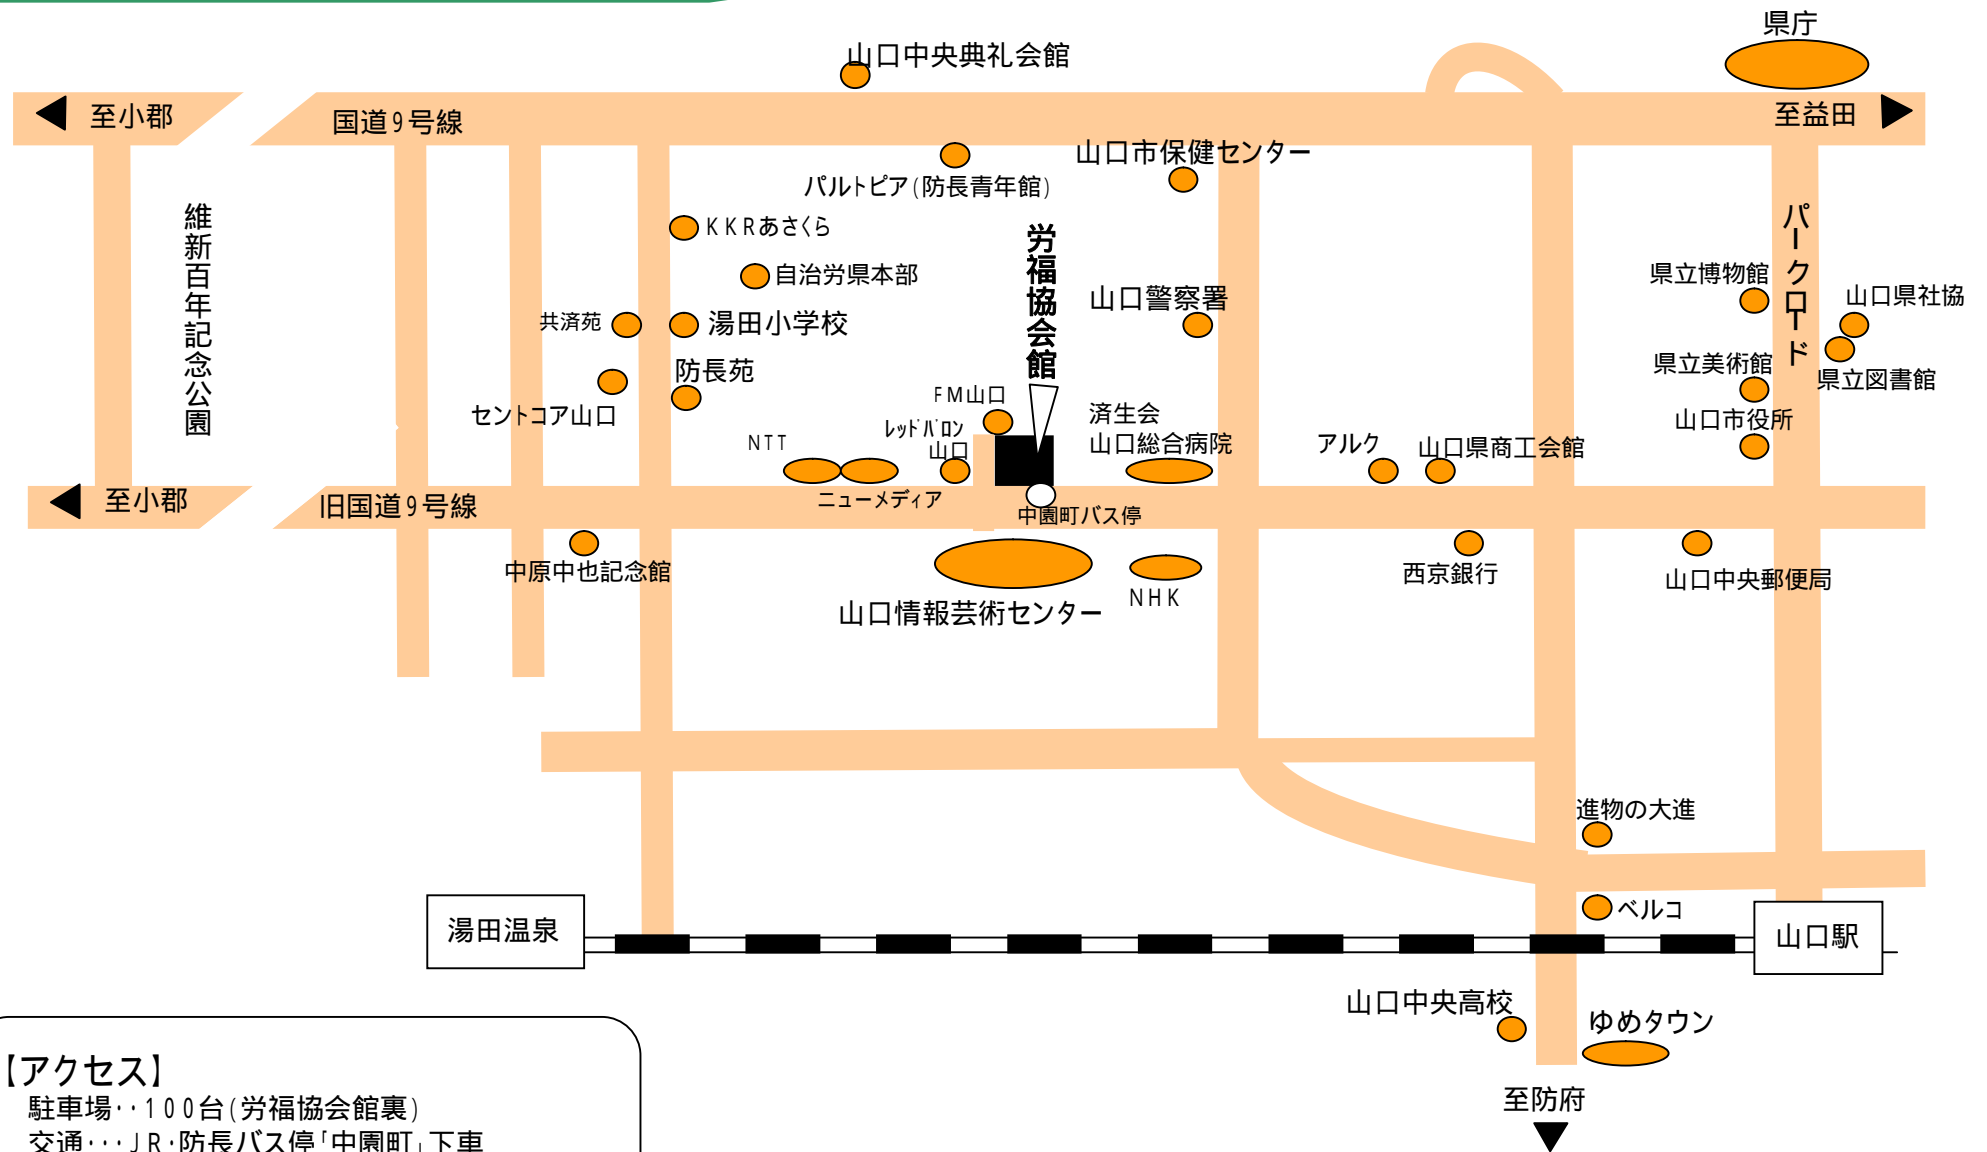 県庁
山口中央典礼会館
至小郡
国道9号線
至益田
山口市保健センター
パルトピア(防長青年館)
維新百年記念公園
KKRあさくら
労福協会館
パークロード
自治労県本部
県立博物館
山口警察署
山口県社協
共済苑
湯田小学校
防長苑
県立美術館
県立図書館
セントコア山口
FM山口
済生会
山口総合病院
山口市役所
NTT
レッドバロン
山口
アルク
山口県商工会館
至小郡
旧国道9号線
ニューメディア
中園町バス停
中原中也記念館
西京銀行
山口中央郵便局
山口情報芸術センター
NHK
進物の大進
ベルコ
湯田温泉
山口駅
山口中央高校
ゆめタウン
至防府
【アクセス】
駐車場‥100台(労福協会館裏)
交通…JR・防長バス停「中園町」下車